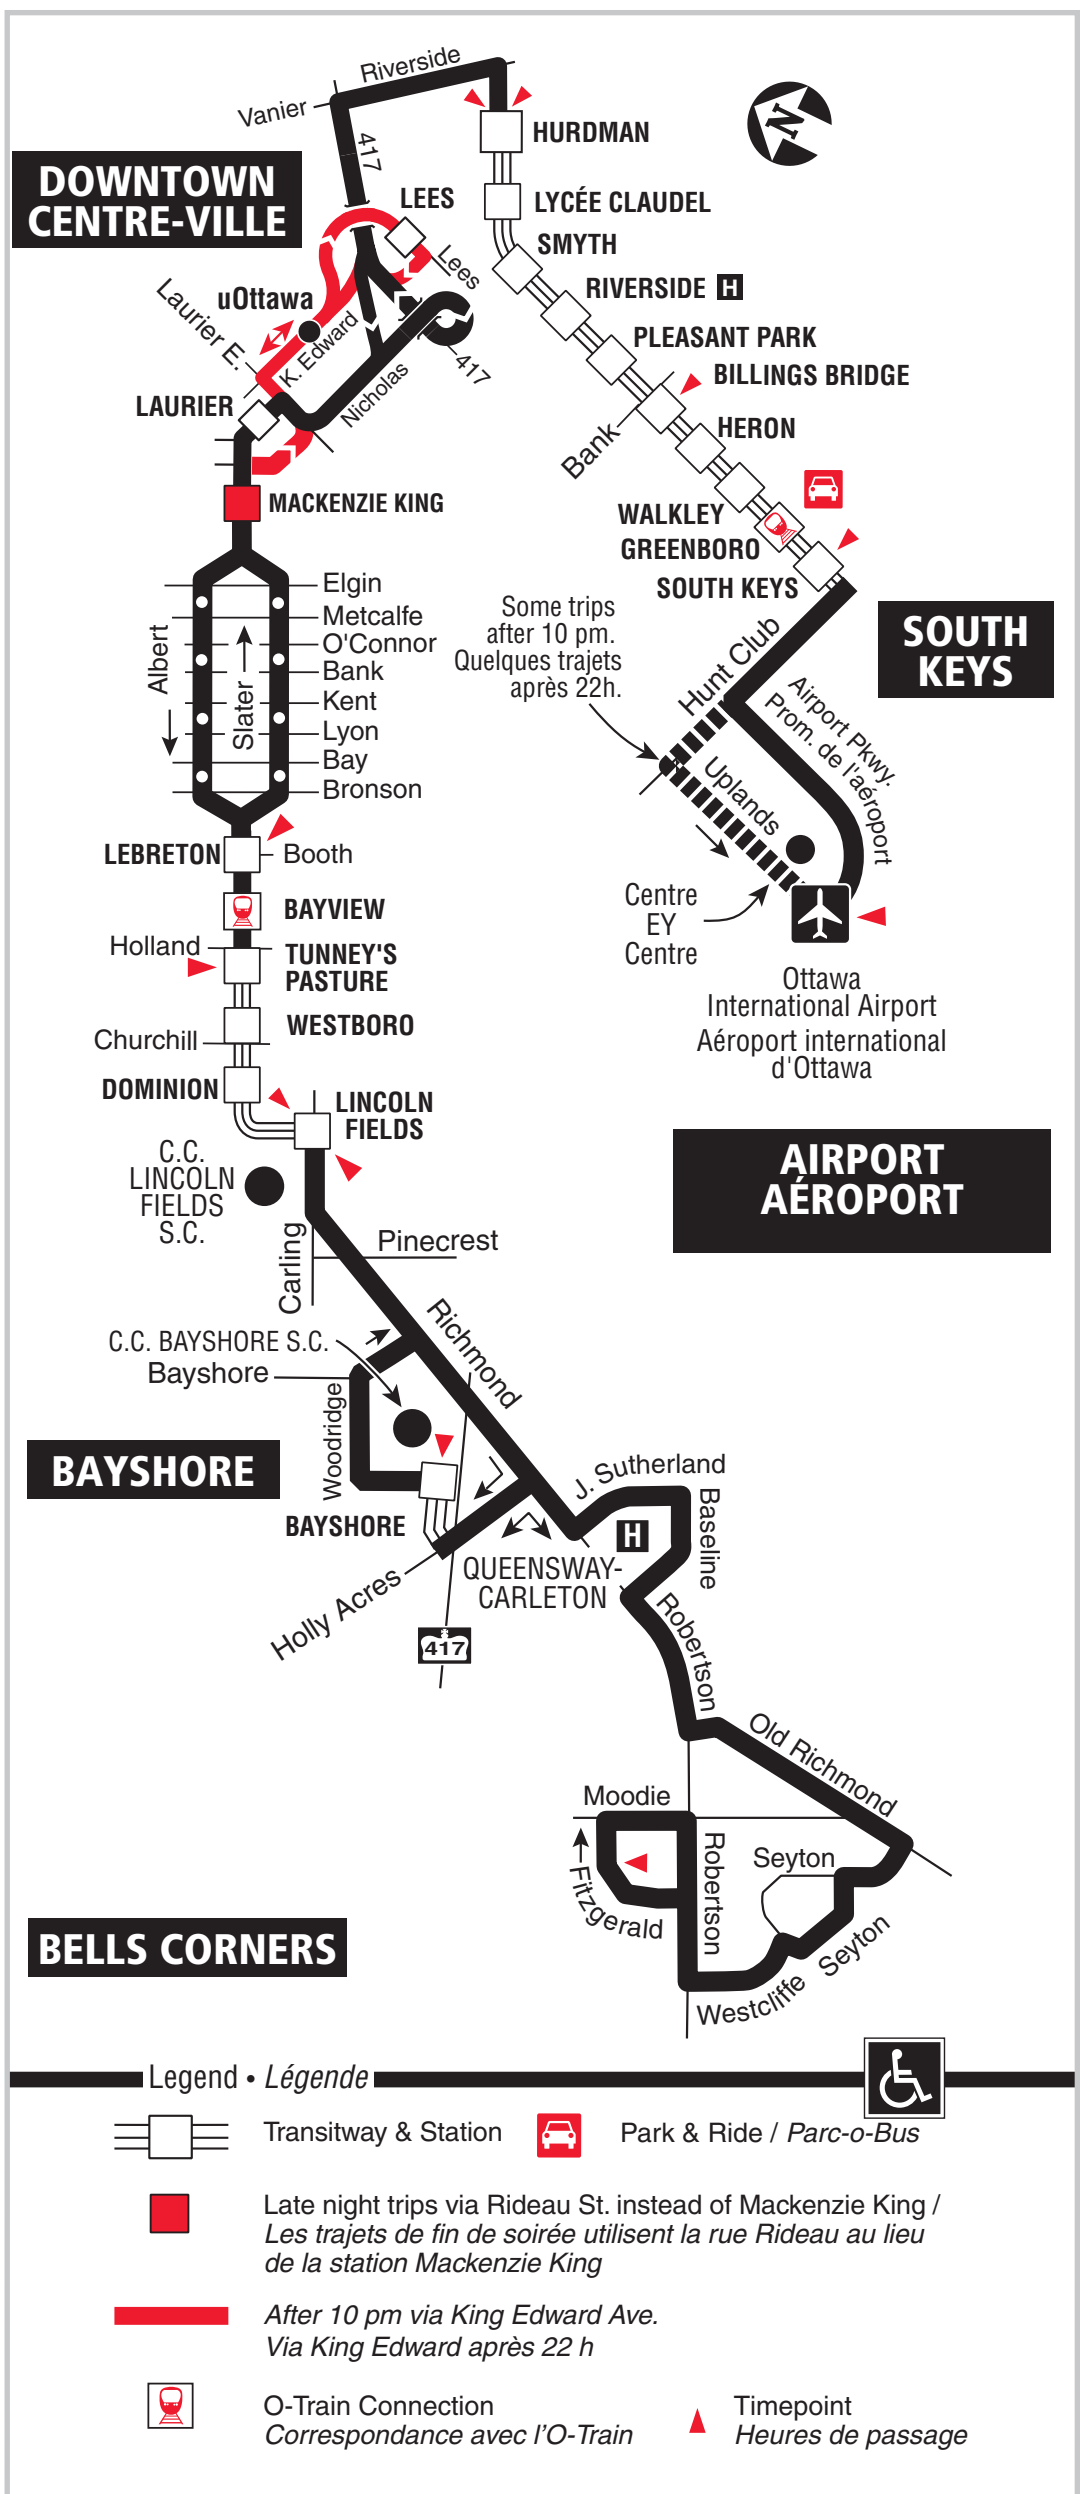 Riverside
Vanier
417
HURDMAN
N
DOWNTOWN
CENTRE-VILLE
LEES
LYCÉE CLAUDEL
Lees
SMYTH
uOttawa
RIVERSIDE H
Laurier E.
K. Edward
PLEASANT PARK
417
BILLINGS BRIDGE
Nicholas
LAURIER
HERON
Bank
MACKENZIE KING
WALKLEY
GREENBORO
SOUTH KEYS
Elgin
Metcalfe
O'Connor
Bank
Kent
Lyon
Bay
Bronson
Albert
Slater
Some trips
after 10 pm.
Quelques trajets
après 22h.
SOUTH
KEYS
Hunt Club
Airport Pkwy.
Prom. de l'aéroport
Uplands
LEBRETON
Booth
Centre
EY
Centre
BAYVIEW
Holland
TUNNEY'S
PASTURE
Ottawa
International Airport
Aéroport international
d'Ottawa
WESTBORO
Churchill
DOMINION
LINCOLN
FIELDS
AIRPORT
AÉROPORT
C.C.
LINCOLN
FIELDS
S.C.
Carling
Pinecrest
Richmond
C.C. BAYSHORE S.C.
Bayshore
Woodridge
BAYSHORE
J. Sutherland
Baseline
BAYSHORE
H
QUEENSWAY-
CARLETON
Holly Acres
417
Robertson
Old Richmond
Moodie
Robertson
Seyton
Fitzgerald
Seyton
Westcliffe
BELLS CORNERS
Legend • Légende
Transitway & Station
Park & Ride / Parc-o-Bus
Late night trips via Rideau St. instead of Mackenzie King /
Les trajets de fin de soirée utilisent la rue Rideau au lieu
de la station Mackenzie King
After 10 pm via King Edward Ave.
Via King Edward après 22 h
O-Train Connection
Correspondance avec l'O-Train
Timepoint
Heures de passage